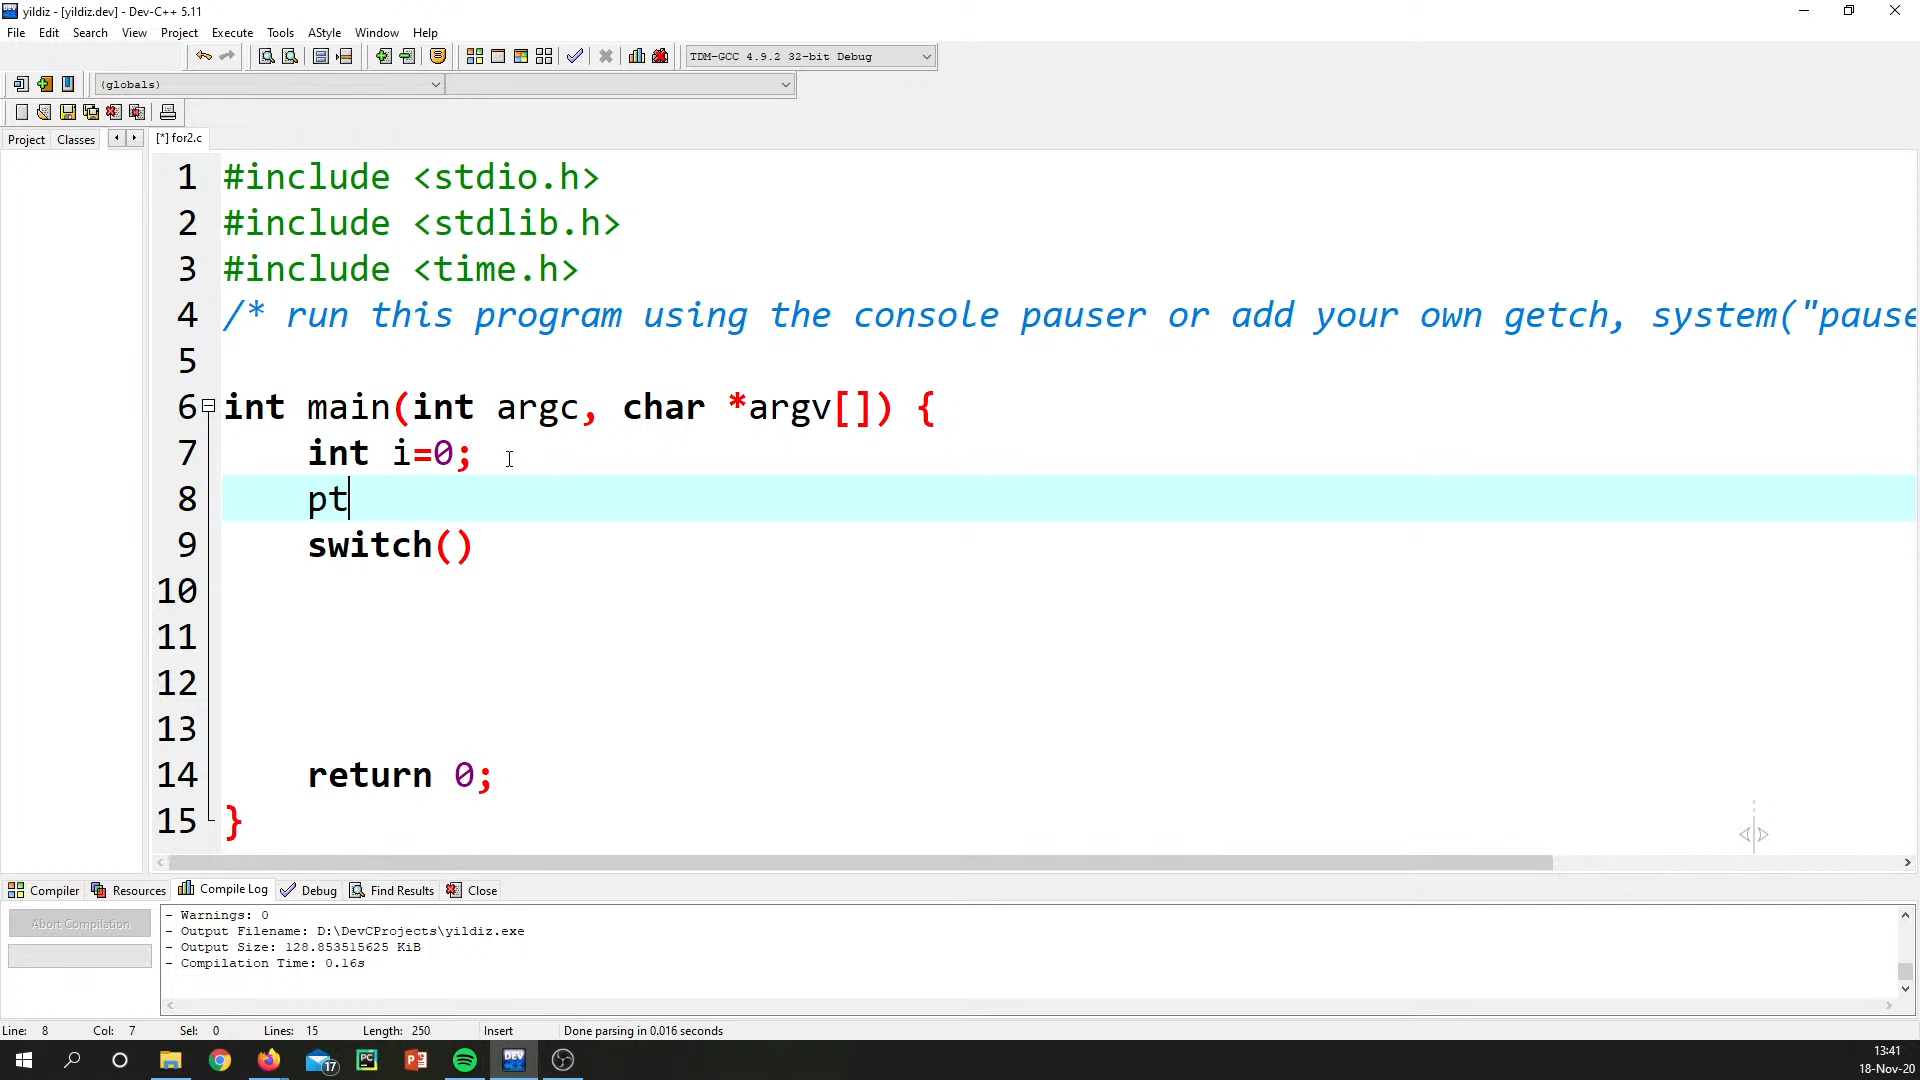 yildiz - [yildiz.dev] - Dev-C++ 5.11
File Edit Search View Project Execute Tools AStyle Window Help
TDM-GCC 4.9.2 32-bit Debug
(globals)
Project Classes [*] for2.c
1 #include <stdio.h>
2 #include <stdlib.h>
3 #include <time.h>
4 /* run this program using the console pauser or add your own getch, system("pause
5
6 int main(int argc, char *argv[]) {
7 int i=0;
8 pt
9 switch()
10
11
12
13
14 return 0;
15 }
Compiler Resources Compile Log Debug Find Results Close
Abort Compilation
- Warnings: 0
- Output Filename: D:\DevCProjects\yildiz.exe
- Output Size: 128.853515625 KiB
- Compilation Time: 0.16s
Line: 8 Col: 7 Sel: 0 Lines: 15 Length: 250 Insert Done parsing in 0.016 seconds
17 PC P DEV C++ 13:41
18-Nov-20